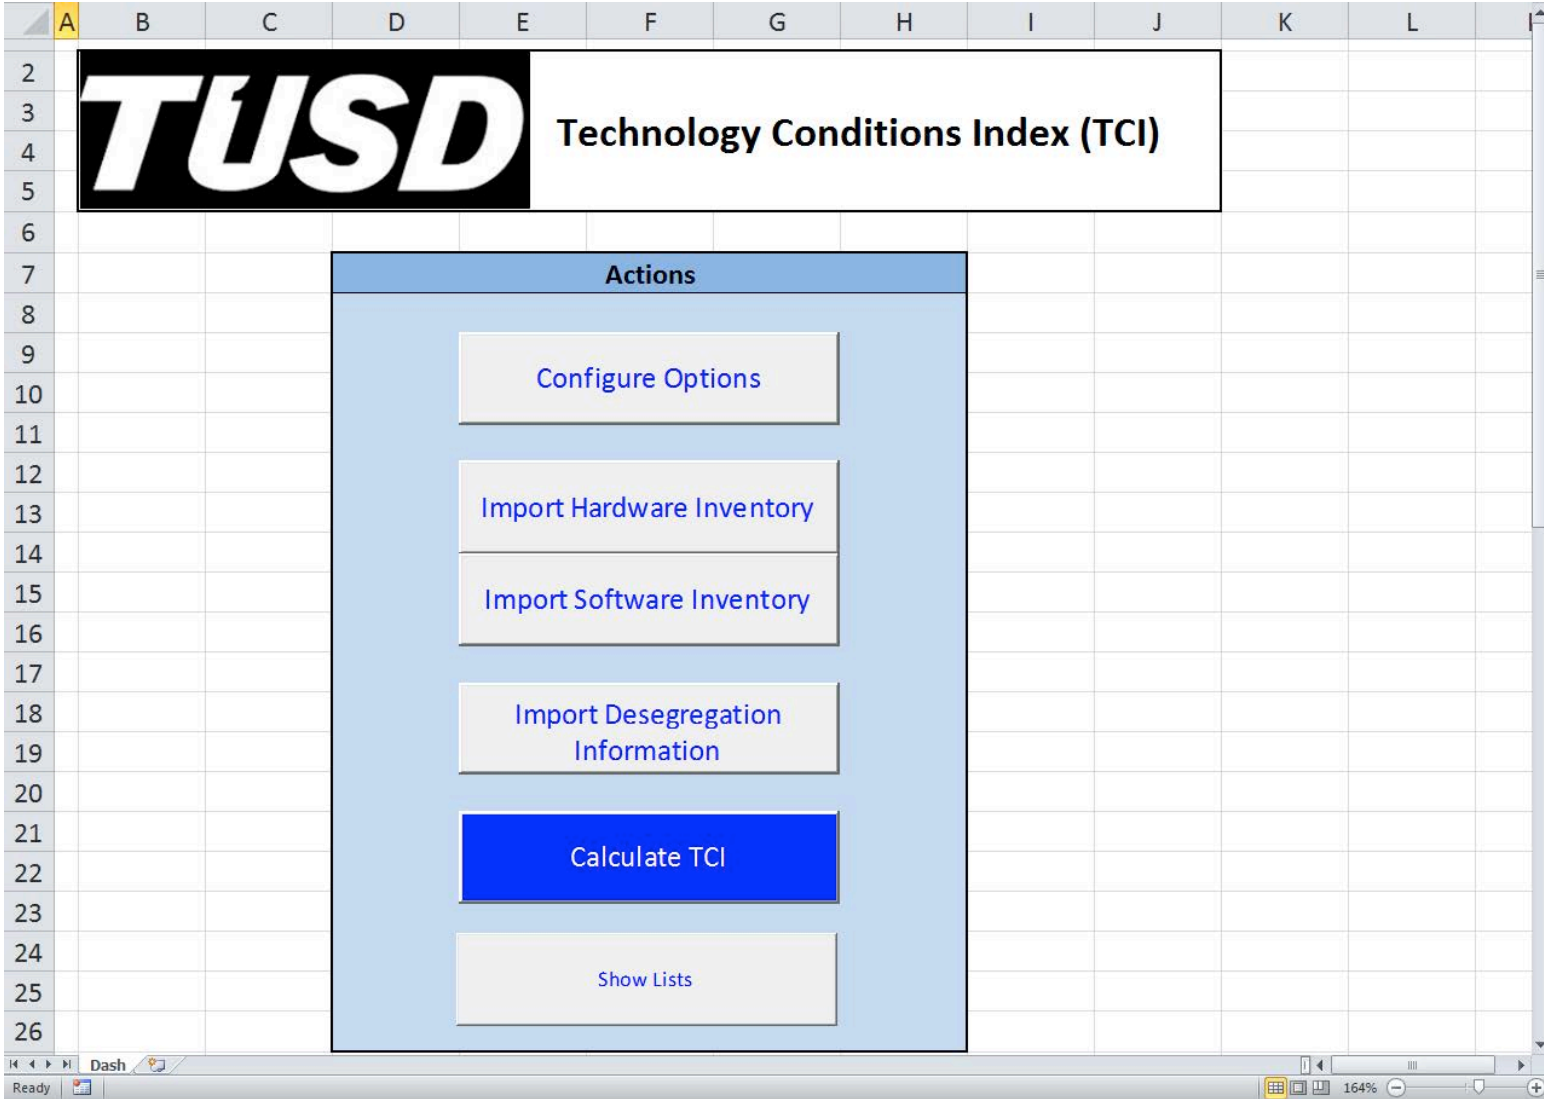 A B C D E F G H I J K L
2
TUSD
3
Technology Conditions Index (TCI)
4
5
6
7
Actions
8
9
Configure Options
10
11
12
13
Import Hardware Inventory
14
15
Import Software Inventory
16
17
18
Import Desegregation
19
Information
20
21
Calculate TCI
22
23
24
25
Show Lists
26
Dash
Ready
164%